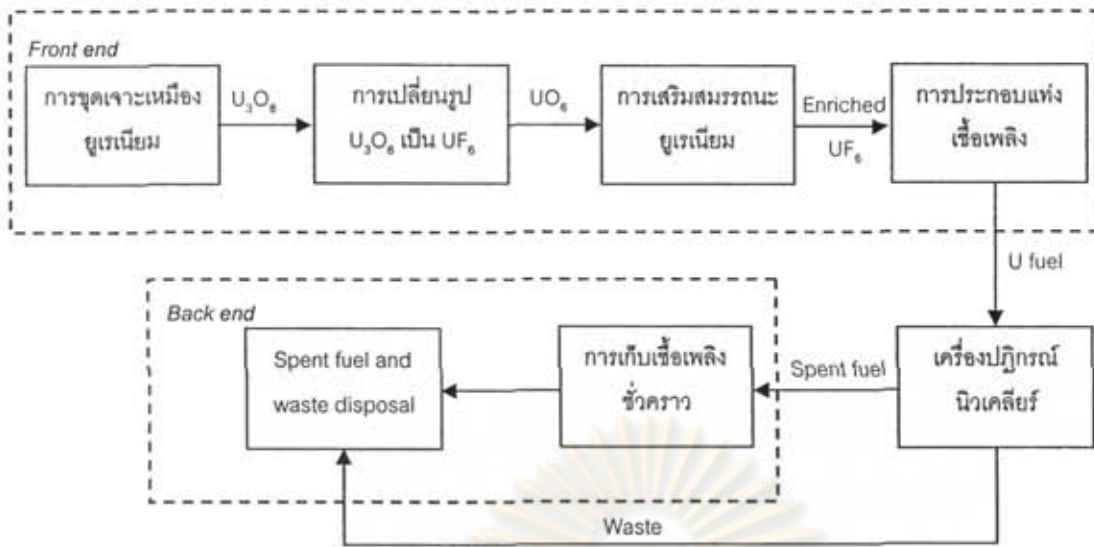 Front end
การขุดเจาะเหมือง
ยูเรเนียม
U₃O₈
การเปลี่ยนรูป
U₃O₈ เป็น UF₆
UO₆
การเสริมสมรรถนะ
ยูเรเนียม
Enriched
UF₆
การประกอบแท่ง
เชื้อเพลิง
U fuel
เครื่องปฏิกรณ์
นิวเคลียร์
Spent fuel
การเก็บเชื้อเพลิง
ชั่วคราว
Back end
Spent fuel and
waste disposal
Waste